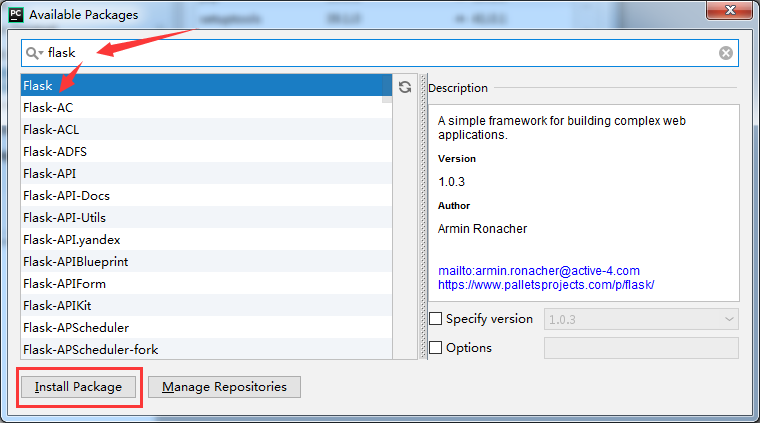 PC
Available Packages
flask
Flask
Flask-AC
Flask-ACL
Flask-ADFS
Flask-API
Flask-API-Docs
Flask-API-Utils
Flask-API.yandex
Flask-APIBlueprint
Flask-APIForm
Flask-APIKit
Flask-APScheduler
Flask-APScheduler-fork
Description
A simple framework for building complex web
applications.
Version
1.0.3
Author
Armin Ronacher
mailto:armin.ronacher@active-4.com
https://www.palletsprojects.com/p/flask/
Specify version
1.0.3
Options
Install Package
Manage Repositories